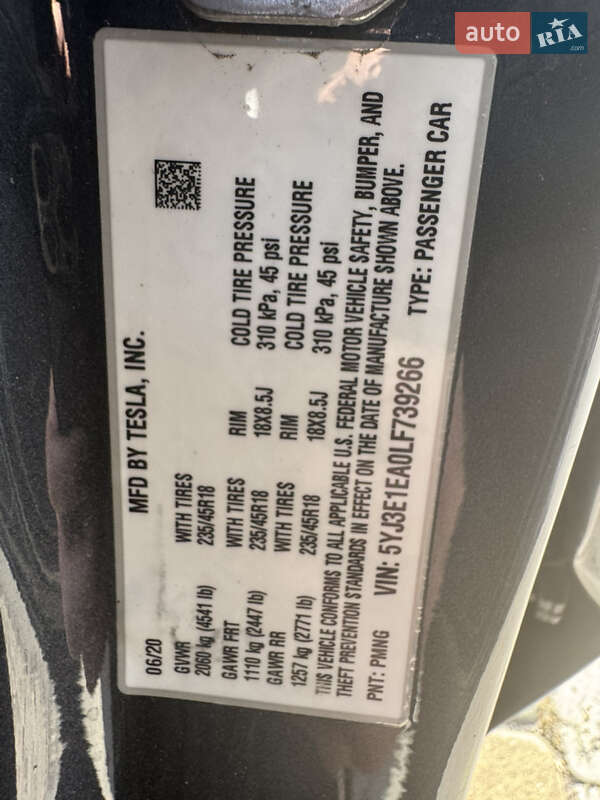 auto RIA.com
MFD BY TESLA, INC.
06/20
GVWR WITH TIRES RIM COLD TIRE PRESSURE
2060 kg (4541 lb) 235/45R18 18X8.5J 310 kPa, 45 psi
GAWR FRT WITH TIRES RIM COLD TIRE PRESSURE
1110 kg (2447 lb) 235/45R18 18X8.5J 310 kPa, 45 psi
GAWR RR WITH TIRES
1257 kg (2771 lb) 235/45R18
THIS VEHICLE CONFORMS TO ALL APPLICABLE U.S. FEDERAL MOTOR VEHICLE SAFETY, BUMPER, AND
THEFT PREVENTION STANDARDS IN EFFECT ON THE DATE OF MANUFACTURE SHOWN ABOVE.
PNT: PMNG VIN: 5YJ3E1EA0LF739266 TYPE: PASSENGER CAR